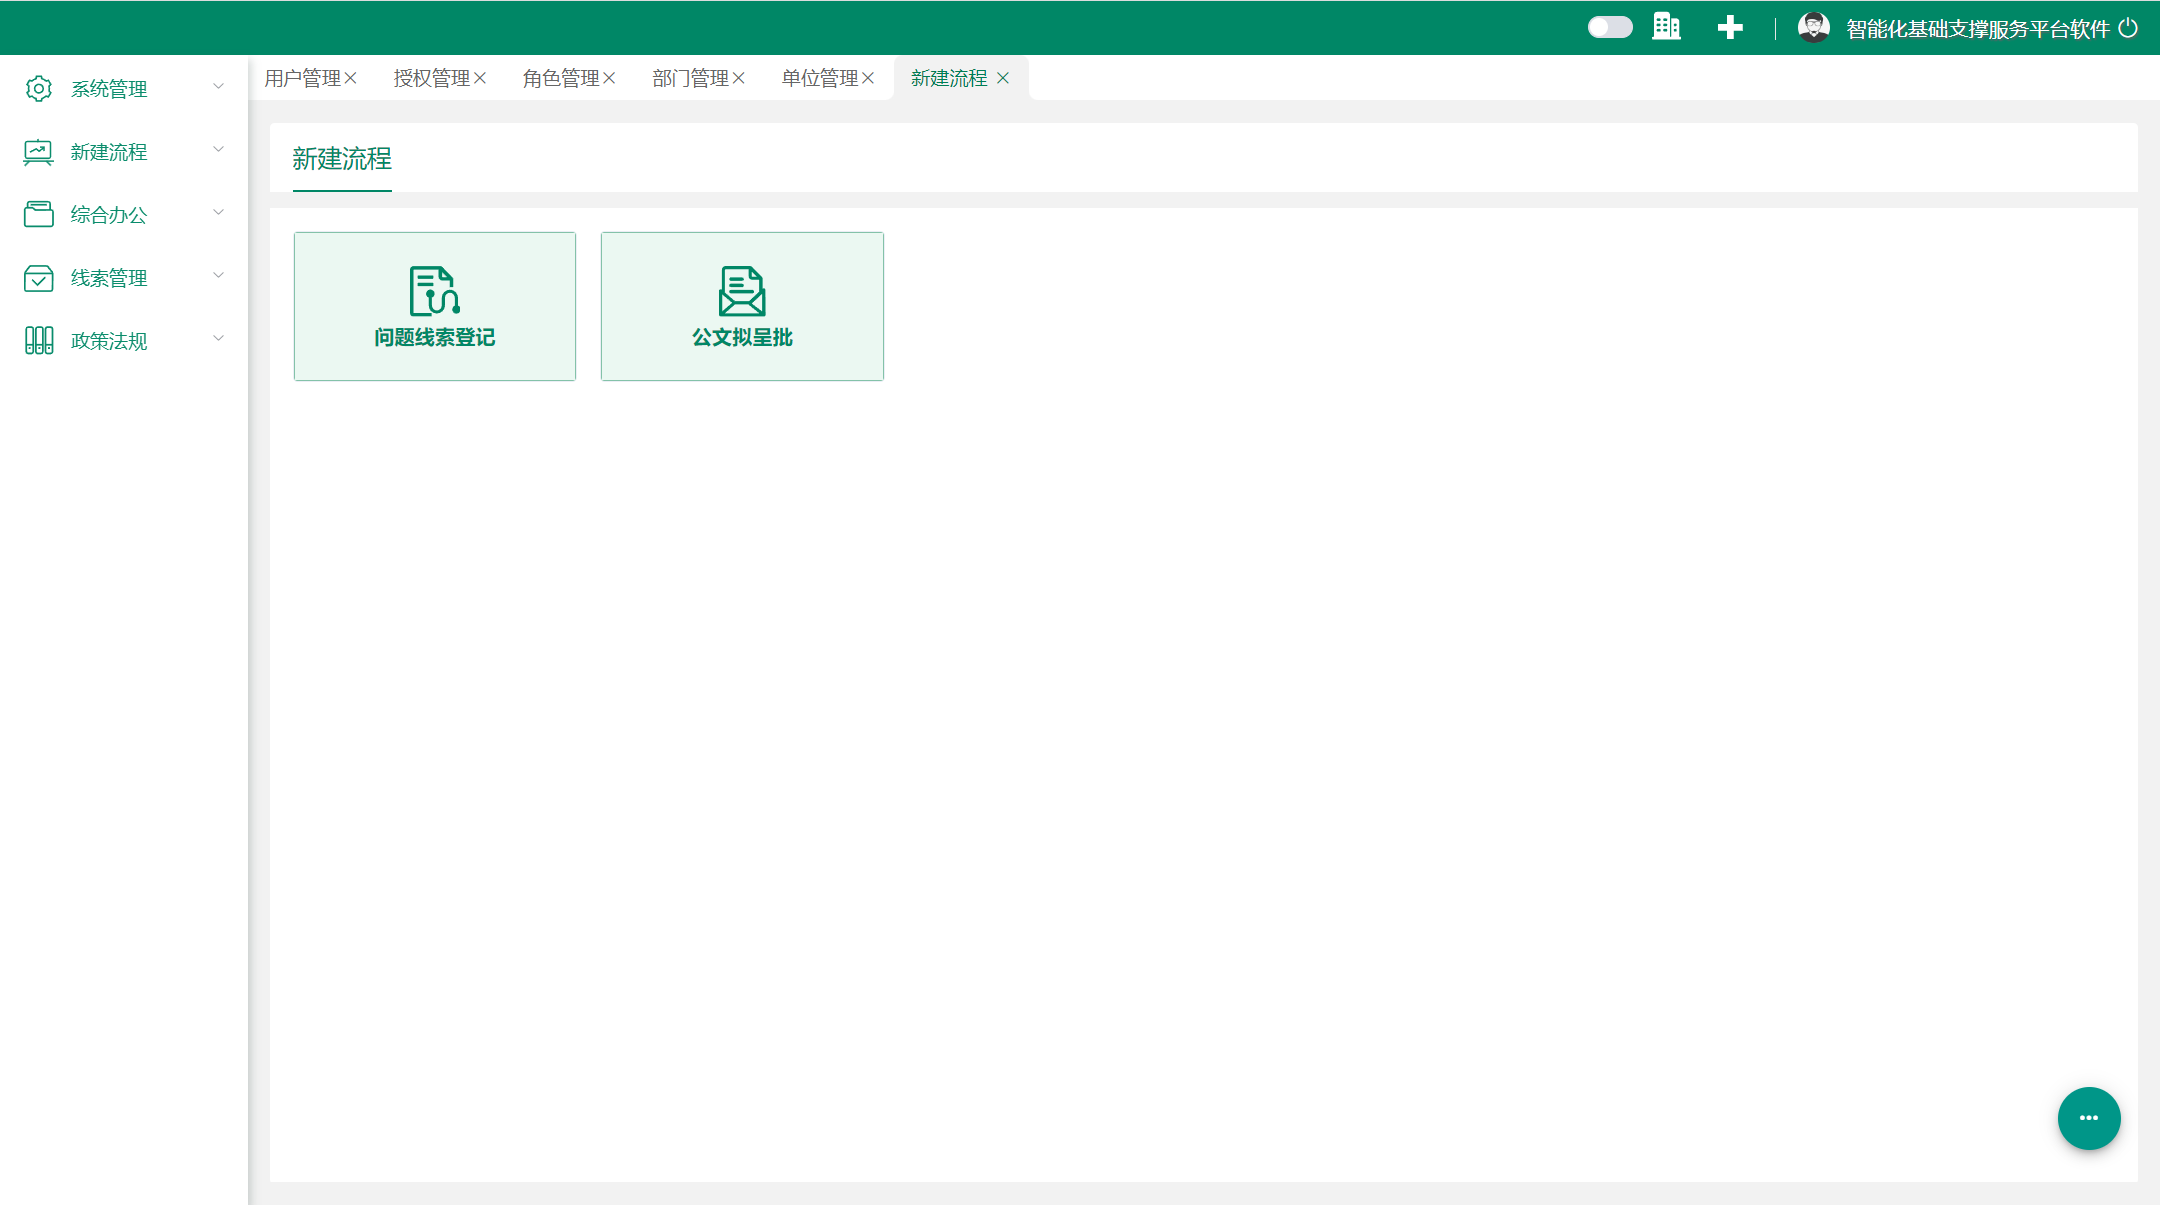 智能化基础支撑服务平台软件
系统管理
新建流程
综合办公
线索管理
政策法规
用户管理 授权管理 角色管理 部门管理 单位管理 新建流程
新建流程
问题线索登记
公文拟呈批